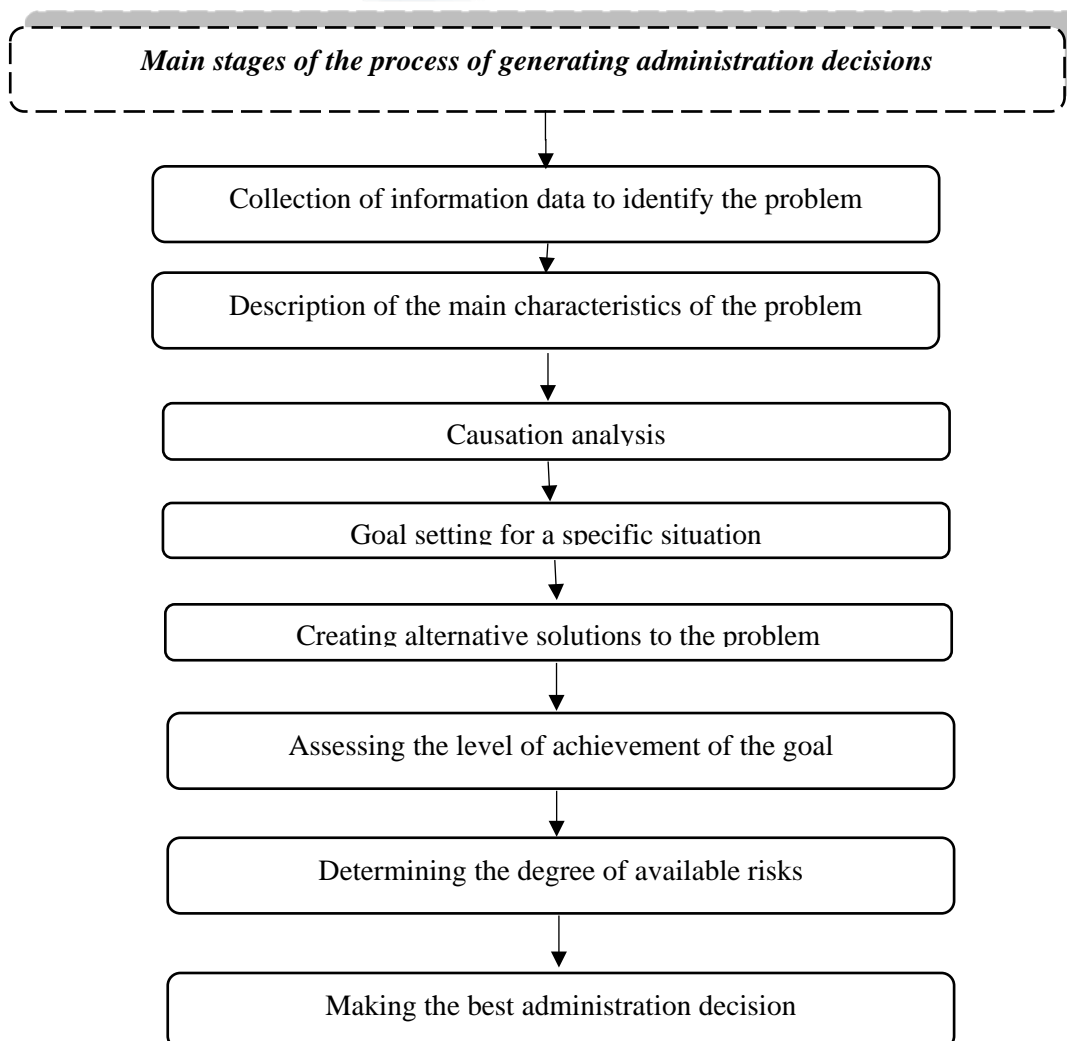 Main stages of the process of generating administration decisions
Collection of information data to identify the problem
Description of the main characteristics of the problem
Causation analysis
Goal setting for a specific situation
Creating alternative solutions to the problem
Assessing the level of achievement of the goal
Determining the degree of available risks
Making the best administration decision